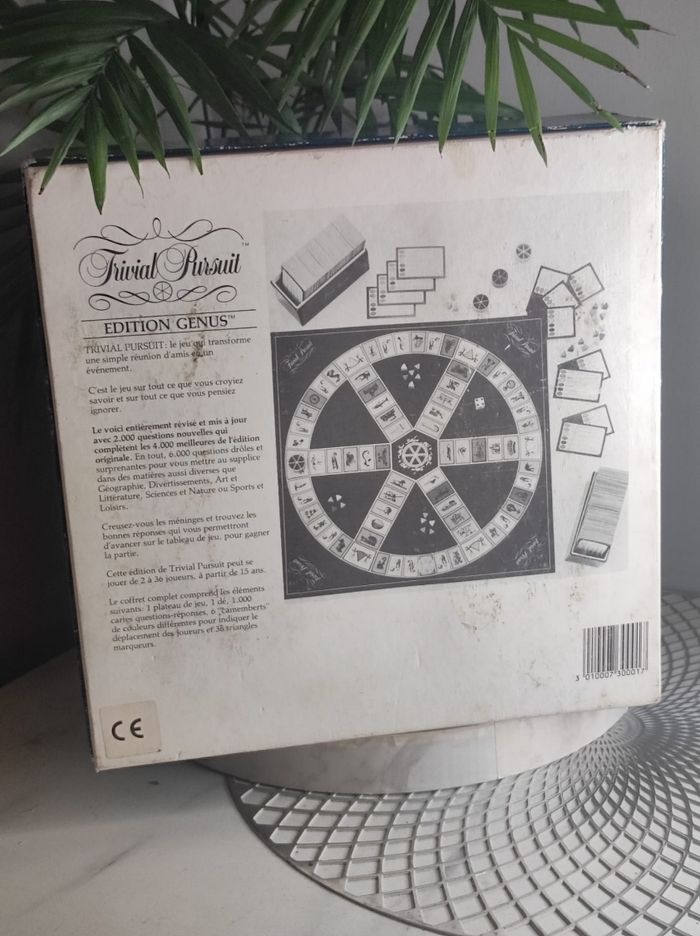 Trivial Pursuit™
EDITION GENUS™
TRIVIAL PURSUIT: le jeu qui transforme
une simple réunion d'amis en un
événement.
C'est le jeu sur tout ce que vous croyiez
savoir et sur tout ce que vous pensiez
ignorer.
Le voici entièrement révisé et mis à jour
avec 2.000 questions nouvelles qui
complètent les 4.000 meilleures de l'édition
originale. En tout, 6.000 questions drôles et
surprenantes pour vous mettre au supplice
dans des matières aussi diverses que
Géographie, Divertissements, Art et
Littérature, Sciences et Nature ou Sports et
Loisirs.
Creusez-vous les méninges et trouvez les
bonnes réponses qui vous permettront
d'avancer sur le tableau de jeu, pour gagner
la partie.
Cette édition de Trivial Pursuit peut se
jouer de 2 à 36 joueurs, à partir de 15 ans.
Le coffret complet comprend les éléments
suivants: 1 plateau de jeu, 1 dé, 1.000
cartes questions-réponses, 6 "camemberts"
de couleurs différentes pour indiquer le
déplacement des joueurs et 36 triangles
marqueurs.
Trivial Pursuit
3 010007 300017
CE